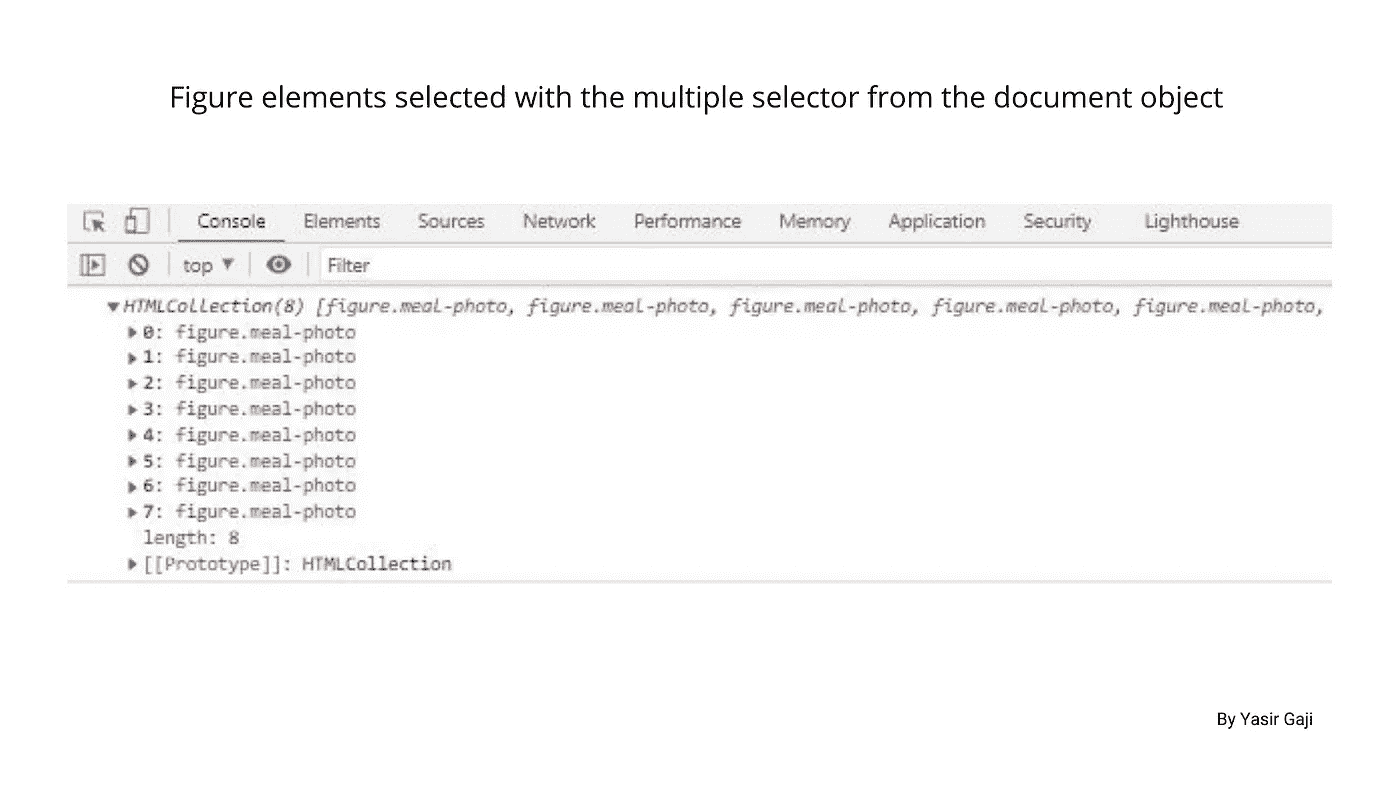 Figure elements selected with the multiple selector from the document object
Console Elements Sources Network Performance Memory Application Security Lighthouse
top Filter
HTMLCollection(8) [figure.meal-photo, figure.meal-photo, figure.meal-photo, figure.meal-photo, figure.meal-photo,
0: figure.meal-photo
1: figure.meal-photo
2: figure.meal-photo
3: figure.meal-photo
4: figure.meal-photo
5: figure.meal-photo
6: figure.meal-photo
7: figure.meal-photo
length: 8
[[Prototype]]: HTMLCollection
By Yasir Gaji